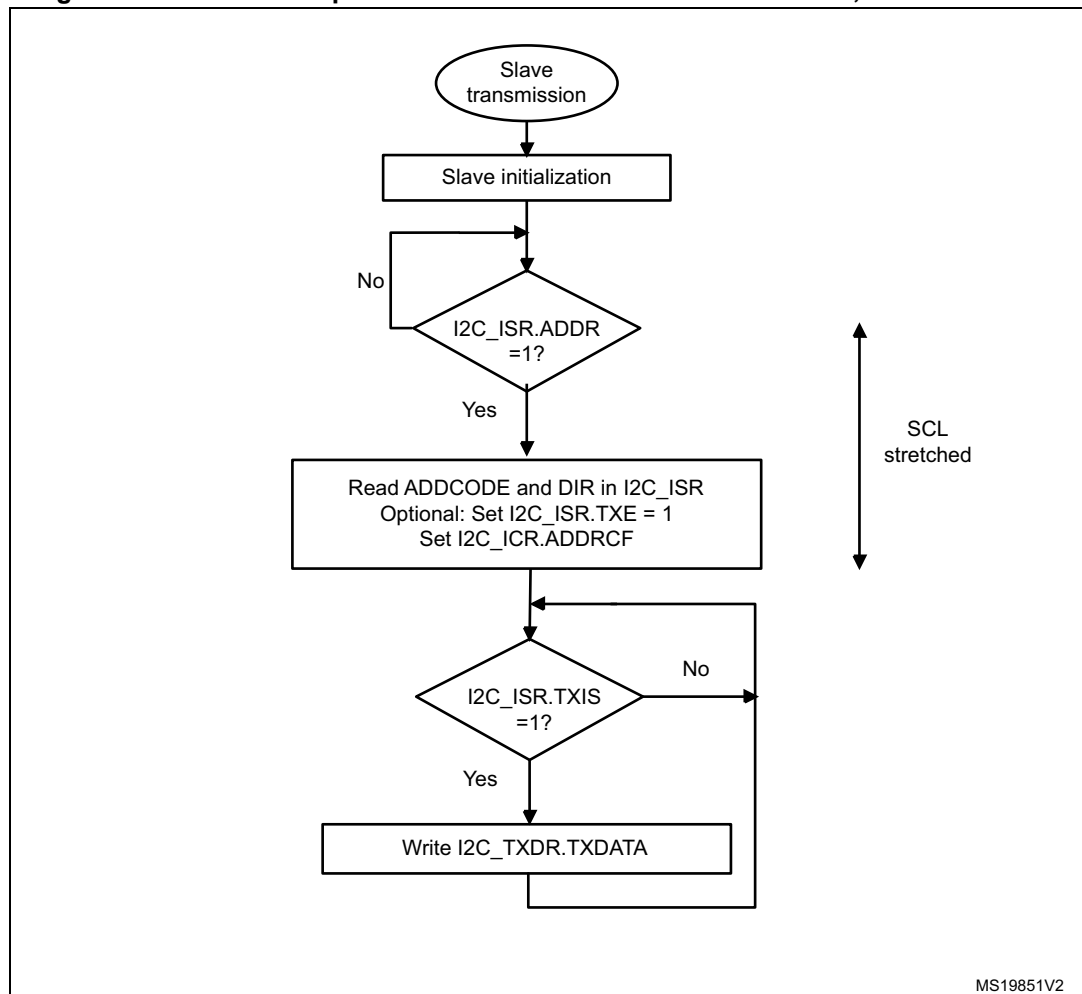 Slave
transmission
Slave initialization
No
I2C_ISR.ADDR
=1?
Yes
SCL
stretched
Read ADDCODE and DIR in I2C_ISR
Optional: Set I2C_ISR.TXE = 1
Set I2C_ICR.ADDRCF
No
I2C_ISR.TXIS
=1?
Yes
Write I2C_TXDR.TXDATA
MS19851V2